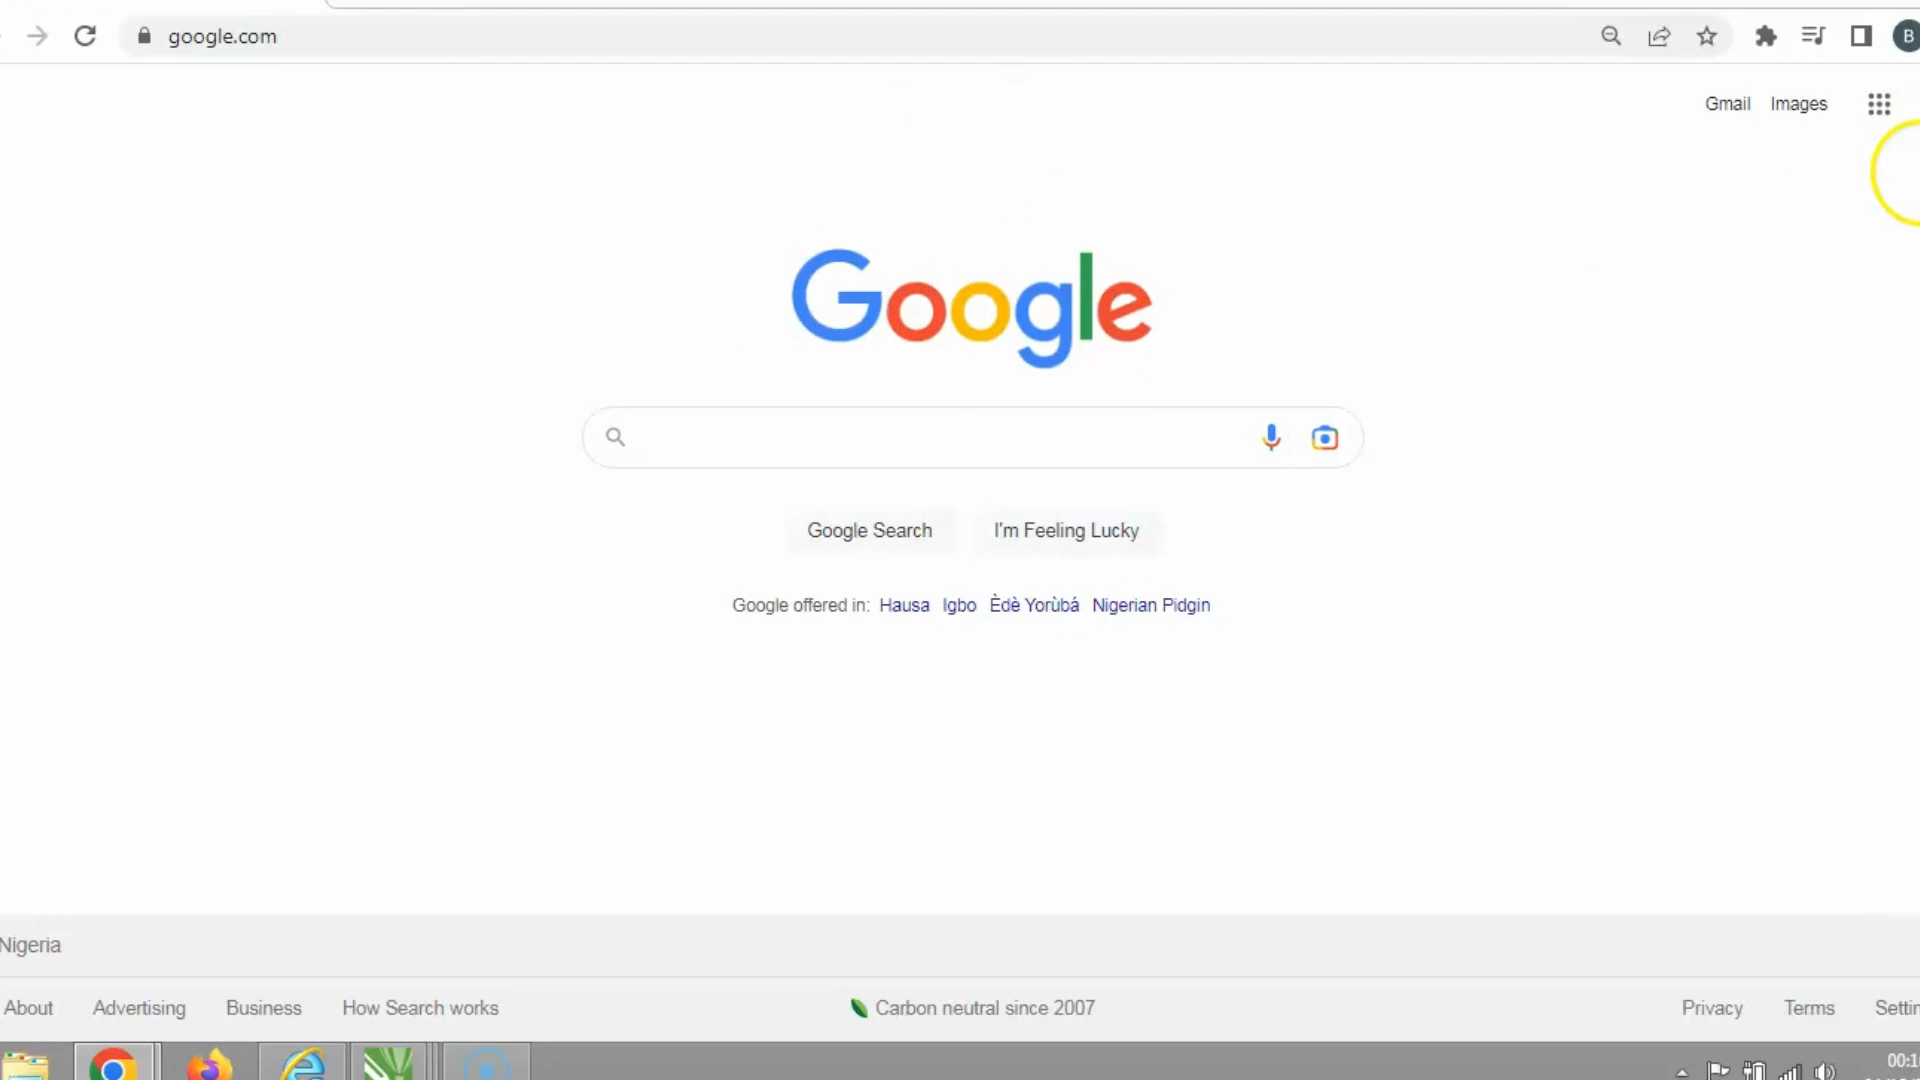 google.com
B
Gmail Images
Google
Google Search I'm Feeling Lucky
Google offered in: Hausa Igbo Èdè Yorùbá Nigerian Pidgin
Nigeria
About Advertising Business How Search works Carbon neutral since 2007 Privacy Terms